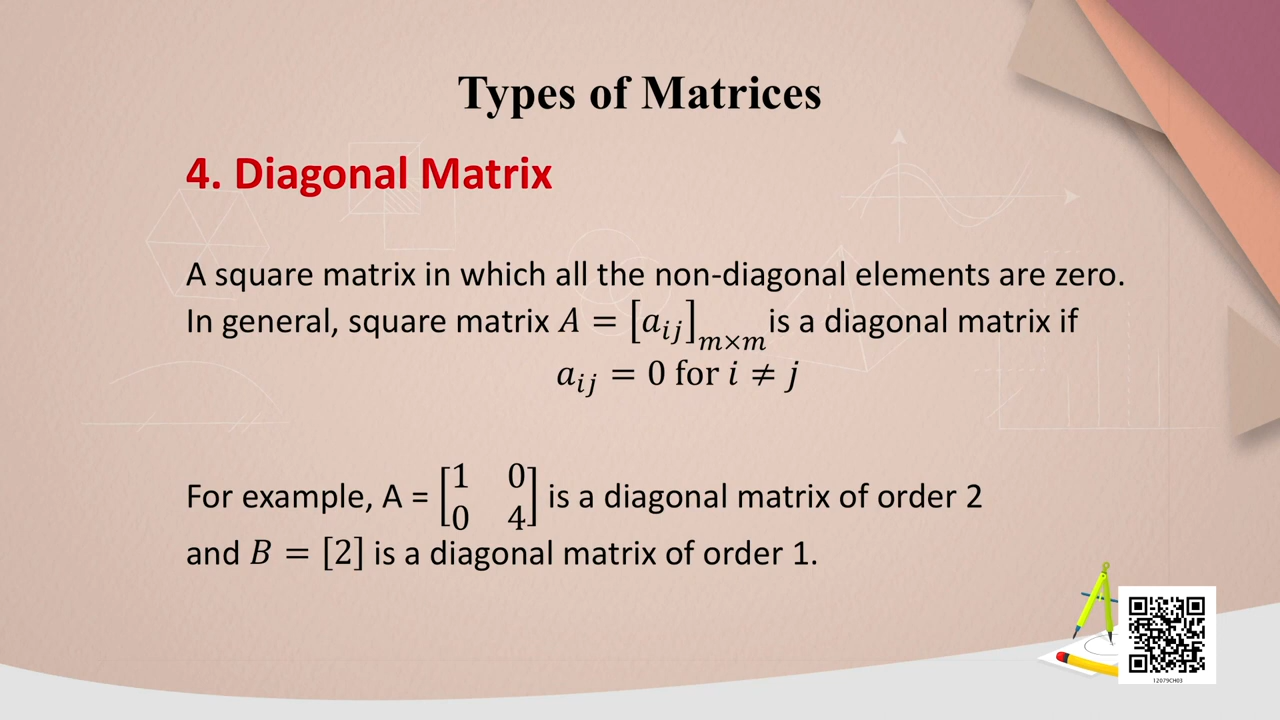 Types of Matrices
4. Diagonal Matrix
A square matrix in which all the non-diagonal elements are zero.
In general, square matrix 𝐴 = [𝑎ᵢⱼ]ₘₓₘ is a diagonal matrix if
𝑎ᵢⱼ = 0 for 𝑖 ≠ 𝑗
For example, A = [1 0
0 4] is a diagonal matrix of order 2
and 𝐵 = [2] is a diagonal matrix of order 1.
12079CH03